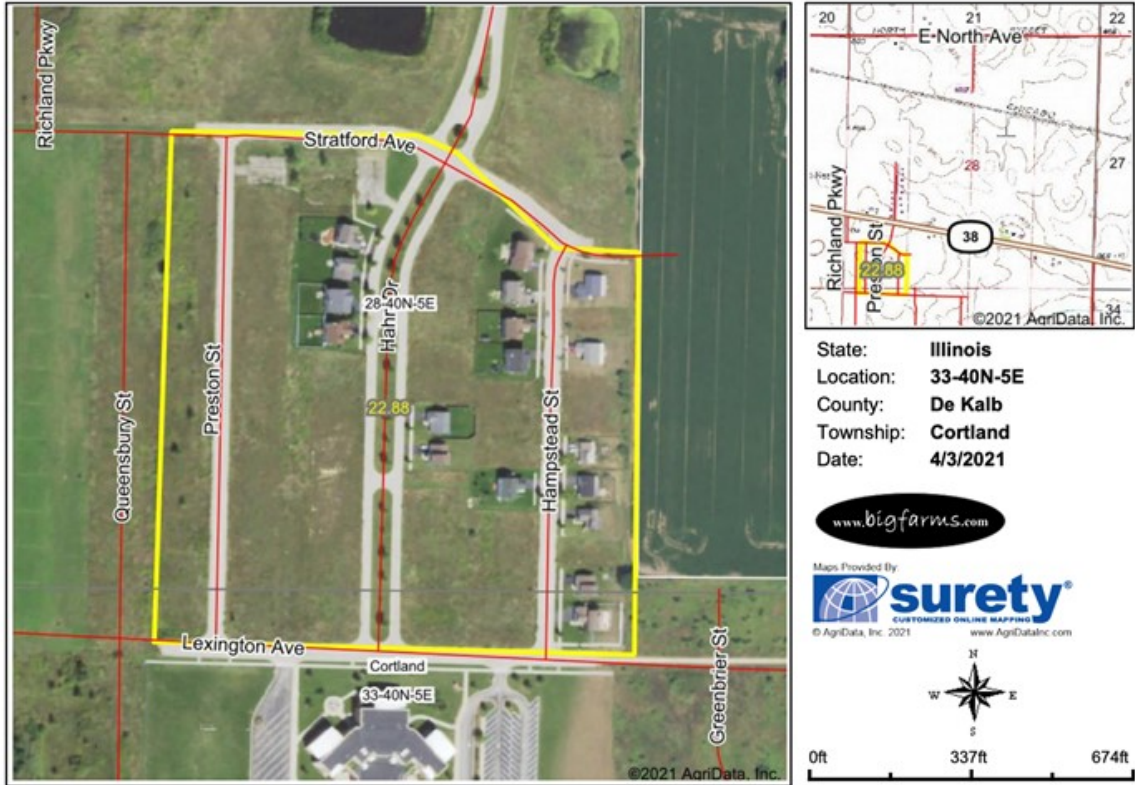 Richland Pkwy
Stratford Ave
28-40N-5E
Hahn Dr
22.88
Preston St
Queensbury St
Hampstead St
Lexington Ave
Cortland
33-40N-5E
Greenbrier St
©2021 AgriData, Inc.
20
21
22
E-North Ave
28
27
Richland Pkwy
38
Preston St
22.88
34
©2021 AgriData, Inc.
State: Illinois
Location: 33-40N-5E
County: De Kalb
Township: Cortland
Date: 4/3/2021
www.bigfarms.com
Maps Provided By:
surety®
CUSTOMIZED ONLINE MAPPING
© AgriData, Inc. 2021 www.AgriDataInc.com
N
W E
S
0ft 337ft 674ft